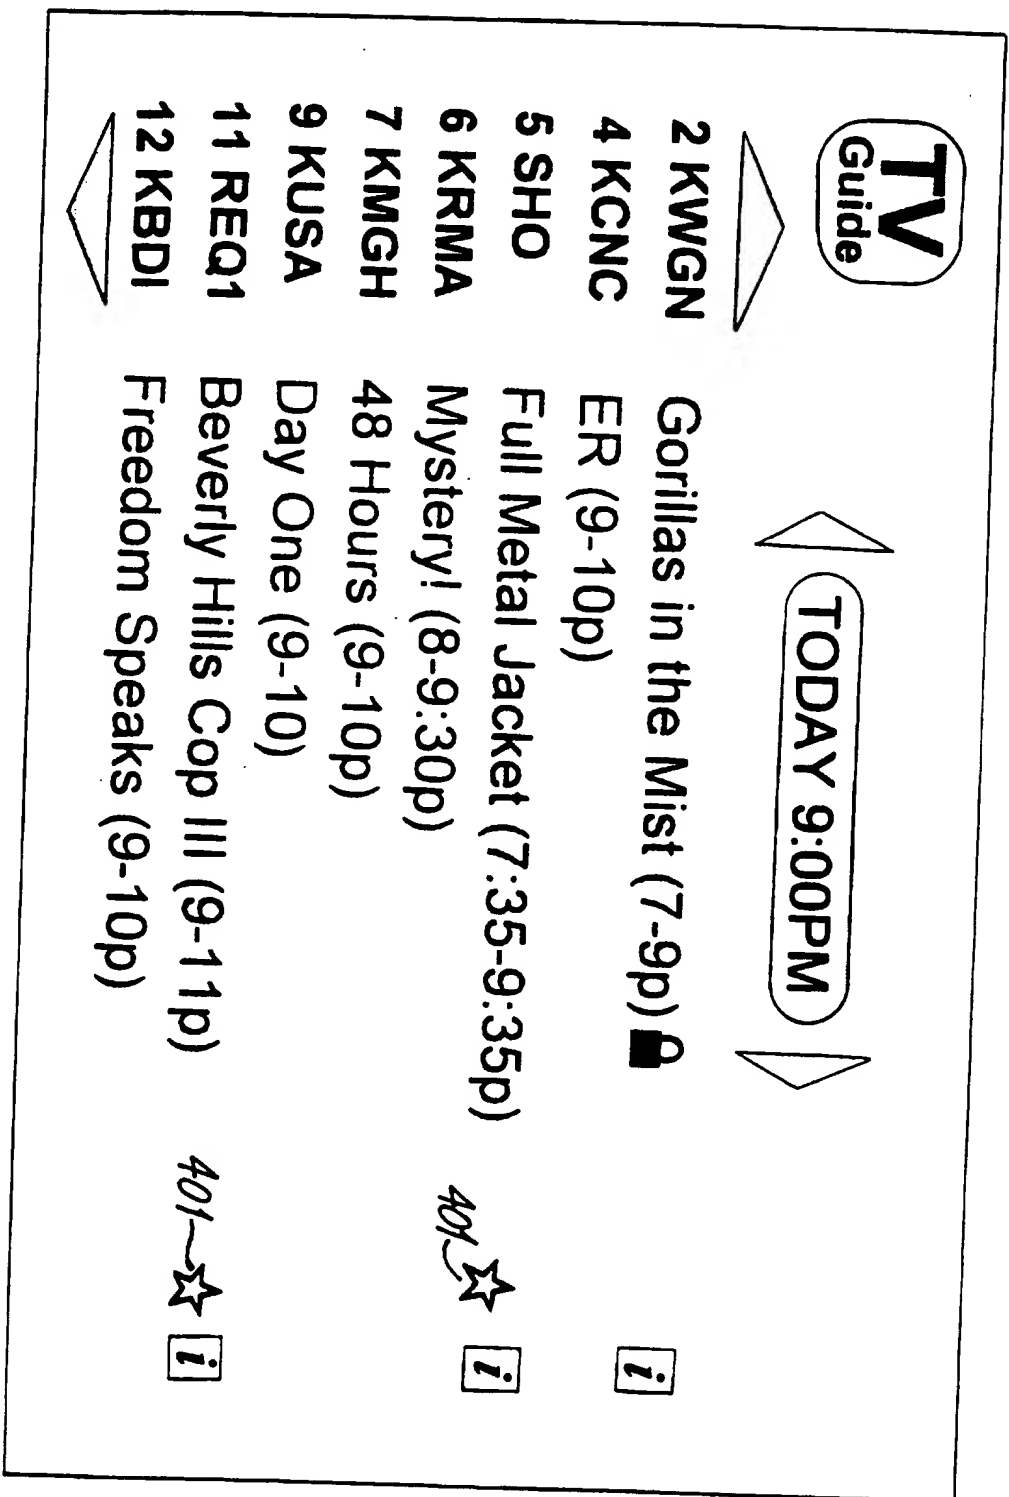 TV
Guide
TODAY 9:00PM
2 KWGN Gorillas in the Mist (7-9p) i
4 KCNC ER (9-10p)
5 SHO Full Metal Jacket (7:35-9:35p) 401 i
6 KRMA Mystery! (8-9:30p)
7 KMGH 48 Hours (9-10p)
9 KUSA Day One (9-10)
11 REQ1 Beverly Hills Cop III (9-11p) 401 i
12 KBDI Freedom Speaks (9-10p)